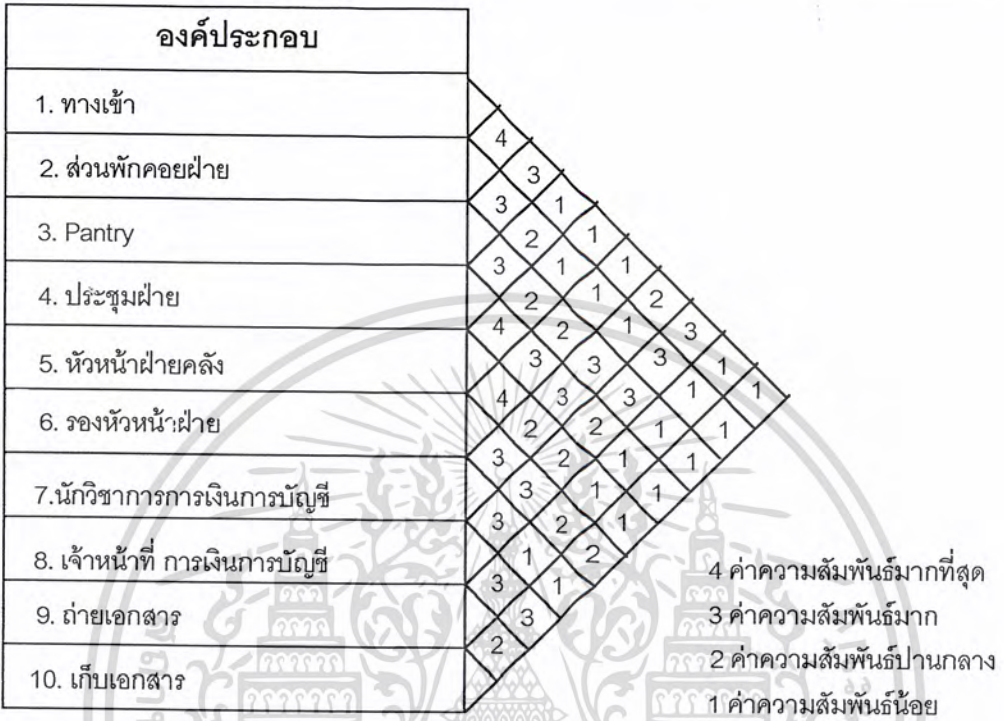 องค์ประกอบ
1. ทางเข้า
4
2. ส่วนพักคอยฝ่าย
3
3 1
3. Pantry
2 1
3 1 1
4. ประชุมฝ่าย
2 1 2
4 2 1 3
5. หัวหน้าฝ่ายคลัง
3 3 3 1
4 3 3 1 1
6. รองหัวหน้าฝ่าย
2 2 1 1
3 2 1 1
7.นักวิชาการการเงินการบัญชี
3 1 1
3 2 1
8. เจ้าหน้าที่ การเงินการบัญชี
1 2
3 1
9. ถ่ายเอกสาร
3
2
10. เก็บเอกสาร
4 ค่าความสัมพันธ์มากที่สุด
3 ค่าความสัมพันธ์มาก
2 ค่าความสัมพันธ์ปานกลาง
1 ค่าความสัมพันธ์น้อย